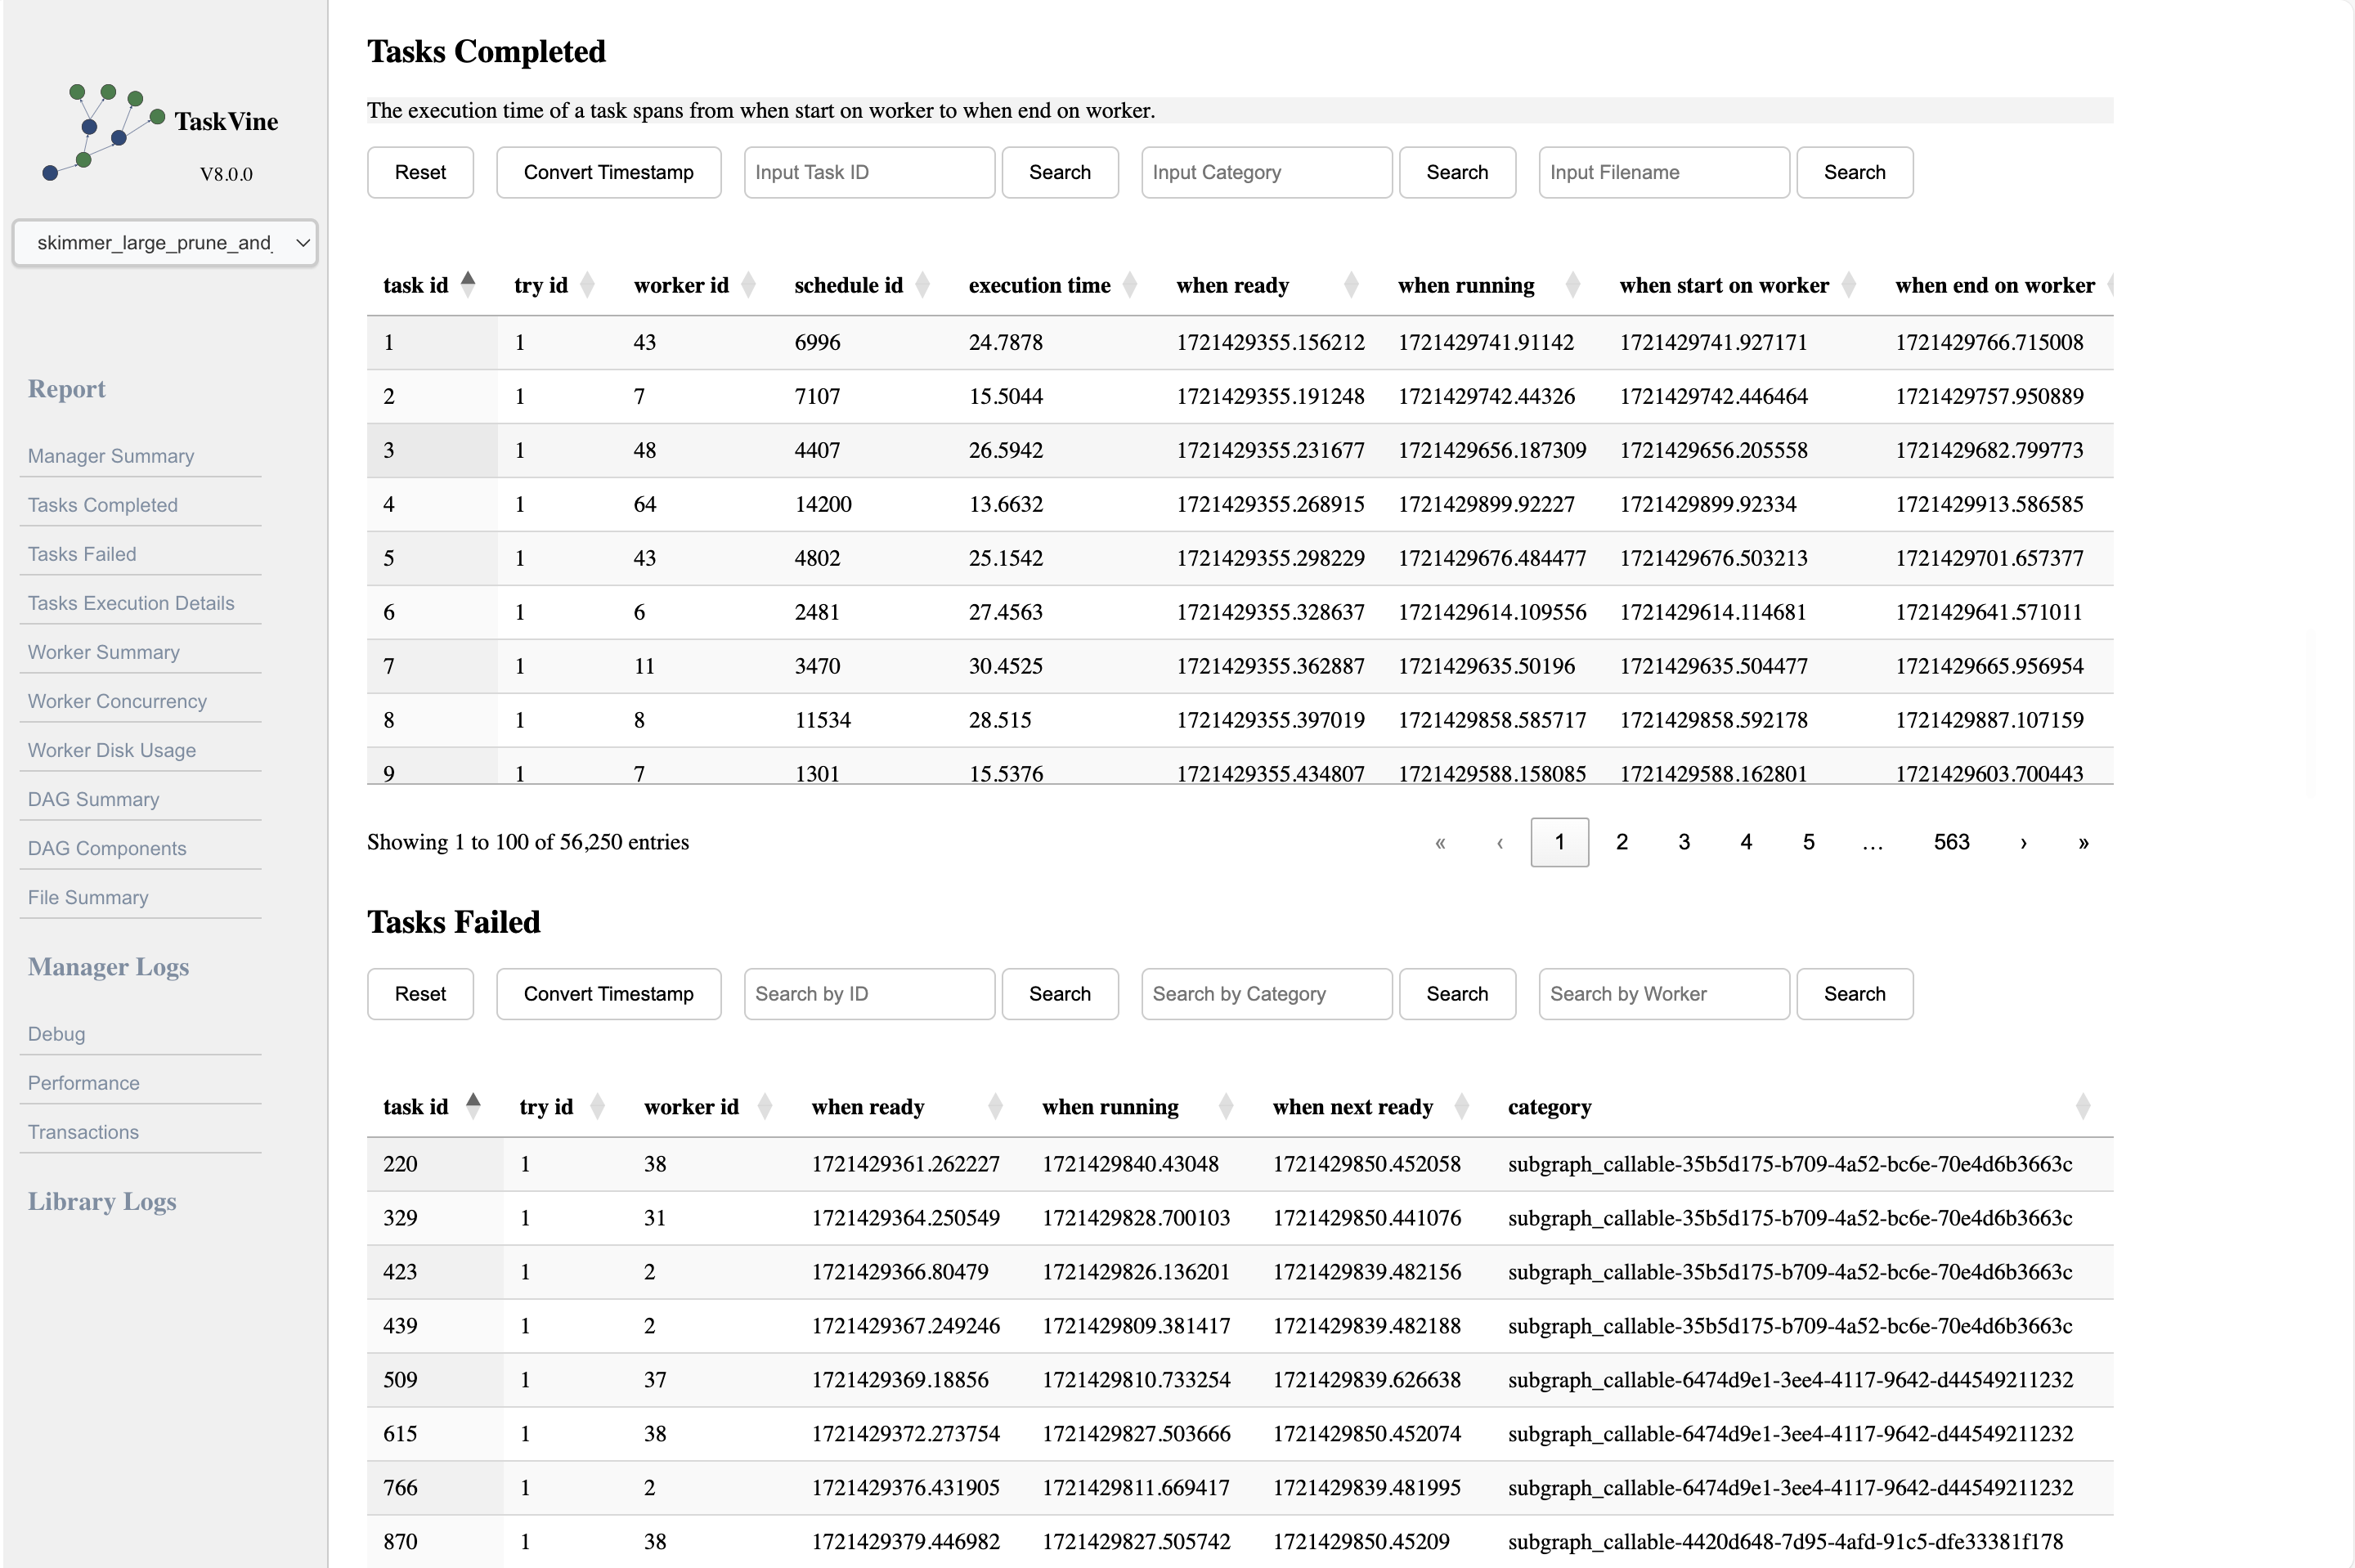 TaskVine
V8.0.0
skimmer_large_prune_and_
Report
Manager Summary
Tasks Completed
Tasks Failed
Tasks Execution Details
Worker Summary
Worker Concurrency
Worker Disk Usage
DAG Summary
DAG Components
File Summary
Manager Logs
Debug
Performance
Transactions
Library Logs
Tasks Completed
The execution time of a task spans from when start on worker to when end on worker.
Reset Convert Timestamp Input Task ID Search Input Category Search Input Filename Search
task id try id worker id schedule id execution time when ready when running when start on worker when end on worker
1 1 43 6996 24.7878 1721429355.156212 1721429741.91142 1721429741.927171 1721429766.715008
2 1 7 7107 15.5044 1721429355.191248 1721429742.44326 1721429742.446464 1721429757.950889
3 1 48 4407 26.5942 1721429355.231677 1721429656.187309 1721429656.205558 1721429682.799773
4 1 64 14200 13.6632 1721429355.268915 1721429899.92227 1721429899.92334 1721429913.586585
5 1 43 4802 25.1542 1721429355.298229 1721429676.484477 1721429676.503213 1721429701.657377
6 1 6 2481 27.4563 1721429355.328637 1721429614.109556 1721429614.114681 1721429641.571011
7 1 11 3470 30.4525 1721429355.362887 1721429635.50196 1721429635.504477 1721429665.956954
8 1 8 11534 28.515 1721429355.397019 1721429858.585717 1721429858.592178 1721429887.107159
9 1 7 1301 15.5376 1721429355.434807 1721429588.158085 1721429588.162801 1721429603.700443
Showing 1 to 100 of 56,250 entries « ‹ 1 2 3 4 5 … 563 › »
Tasks Failed
Reset Convert Timestamp Search by ID Search Search by Category Search Search by Worker Search
task id try id worker id when ready when running when next ready category
220 1 38 1721429361.262227 1721429840.43048 1721429850.452058 subgraph_callable-35b5d175-b709-4a52-bc6e-70e4d6b3663c
329 1 31 1721429364.250549 1721429828.700103 1721429850.441076 subgraph_callable-35b5d175-b709-4a52-bc6e-70e4d6b3663c
423 1 2 1721429366.80479 1721429826.136201 1721429839.482156 subgraph_callable-35b5d175-b709-4a52-bc6e-70e4d6b3663c
439 1 2 1721429367.249246 1721429809.381417 1721429839.482188 subgraph_callable-35b5d175-b709-4a52-bc6e-70e4d6b3663c
509 1 37 1721429369.18856 1721429810.733254 1721429839.626638 subgraph_callable-6474d9e1-3ee4-4117-9642-d44549211232
615 1 38 1721429372.273754 1721429827.503666 1721429850.452074 subgraph_callable-6474d9e1-3ee4-4117-9642-d44549211232
766 1 2 1721429376.431905 1721429811.669417 1721429839.481995 subgraph_callable-6474d9e1-3ee4-4117-9642-d44549211232
870 1 38 1721429379.446982 1721429827.505742 1721429850.45209 subgraph_callable-4420d648-7d95-4afd-91c5-dfe33381f178